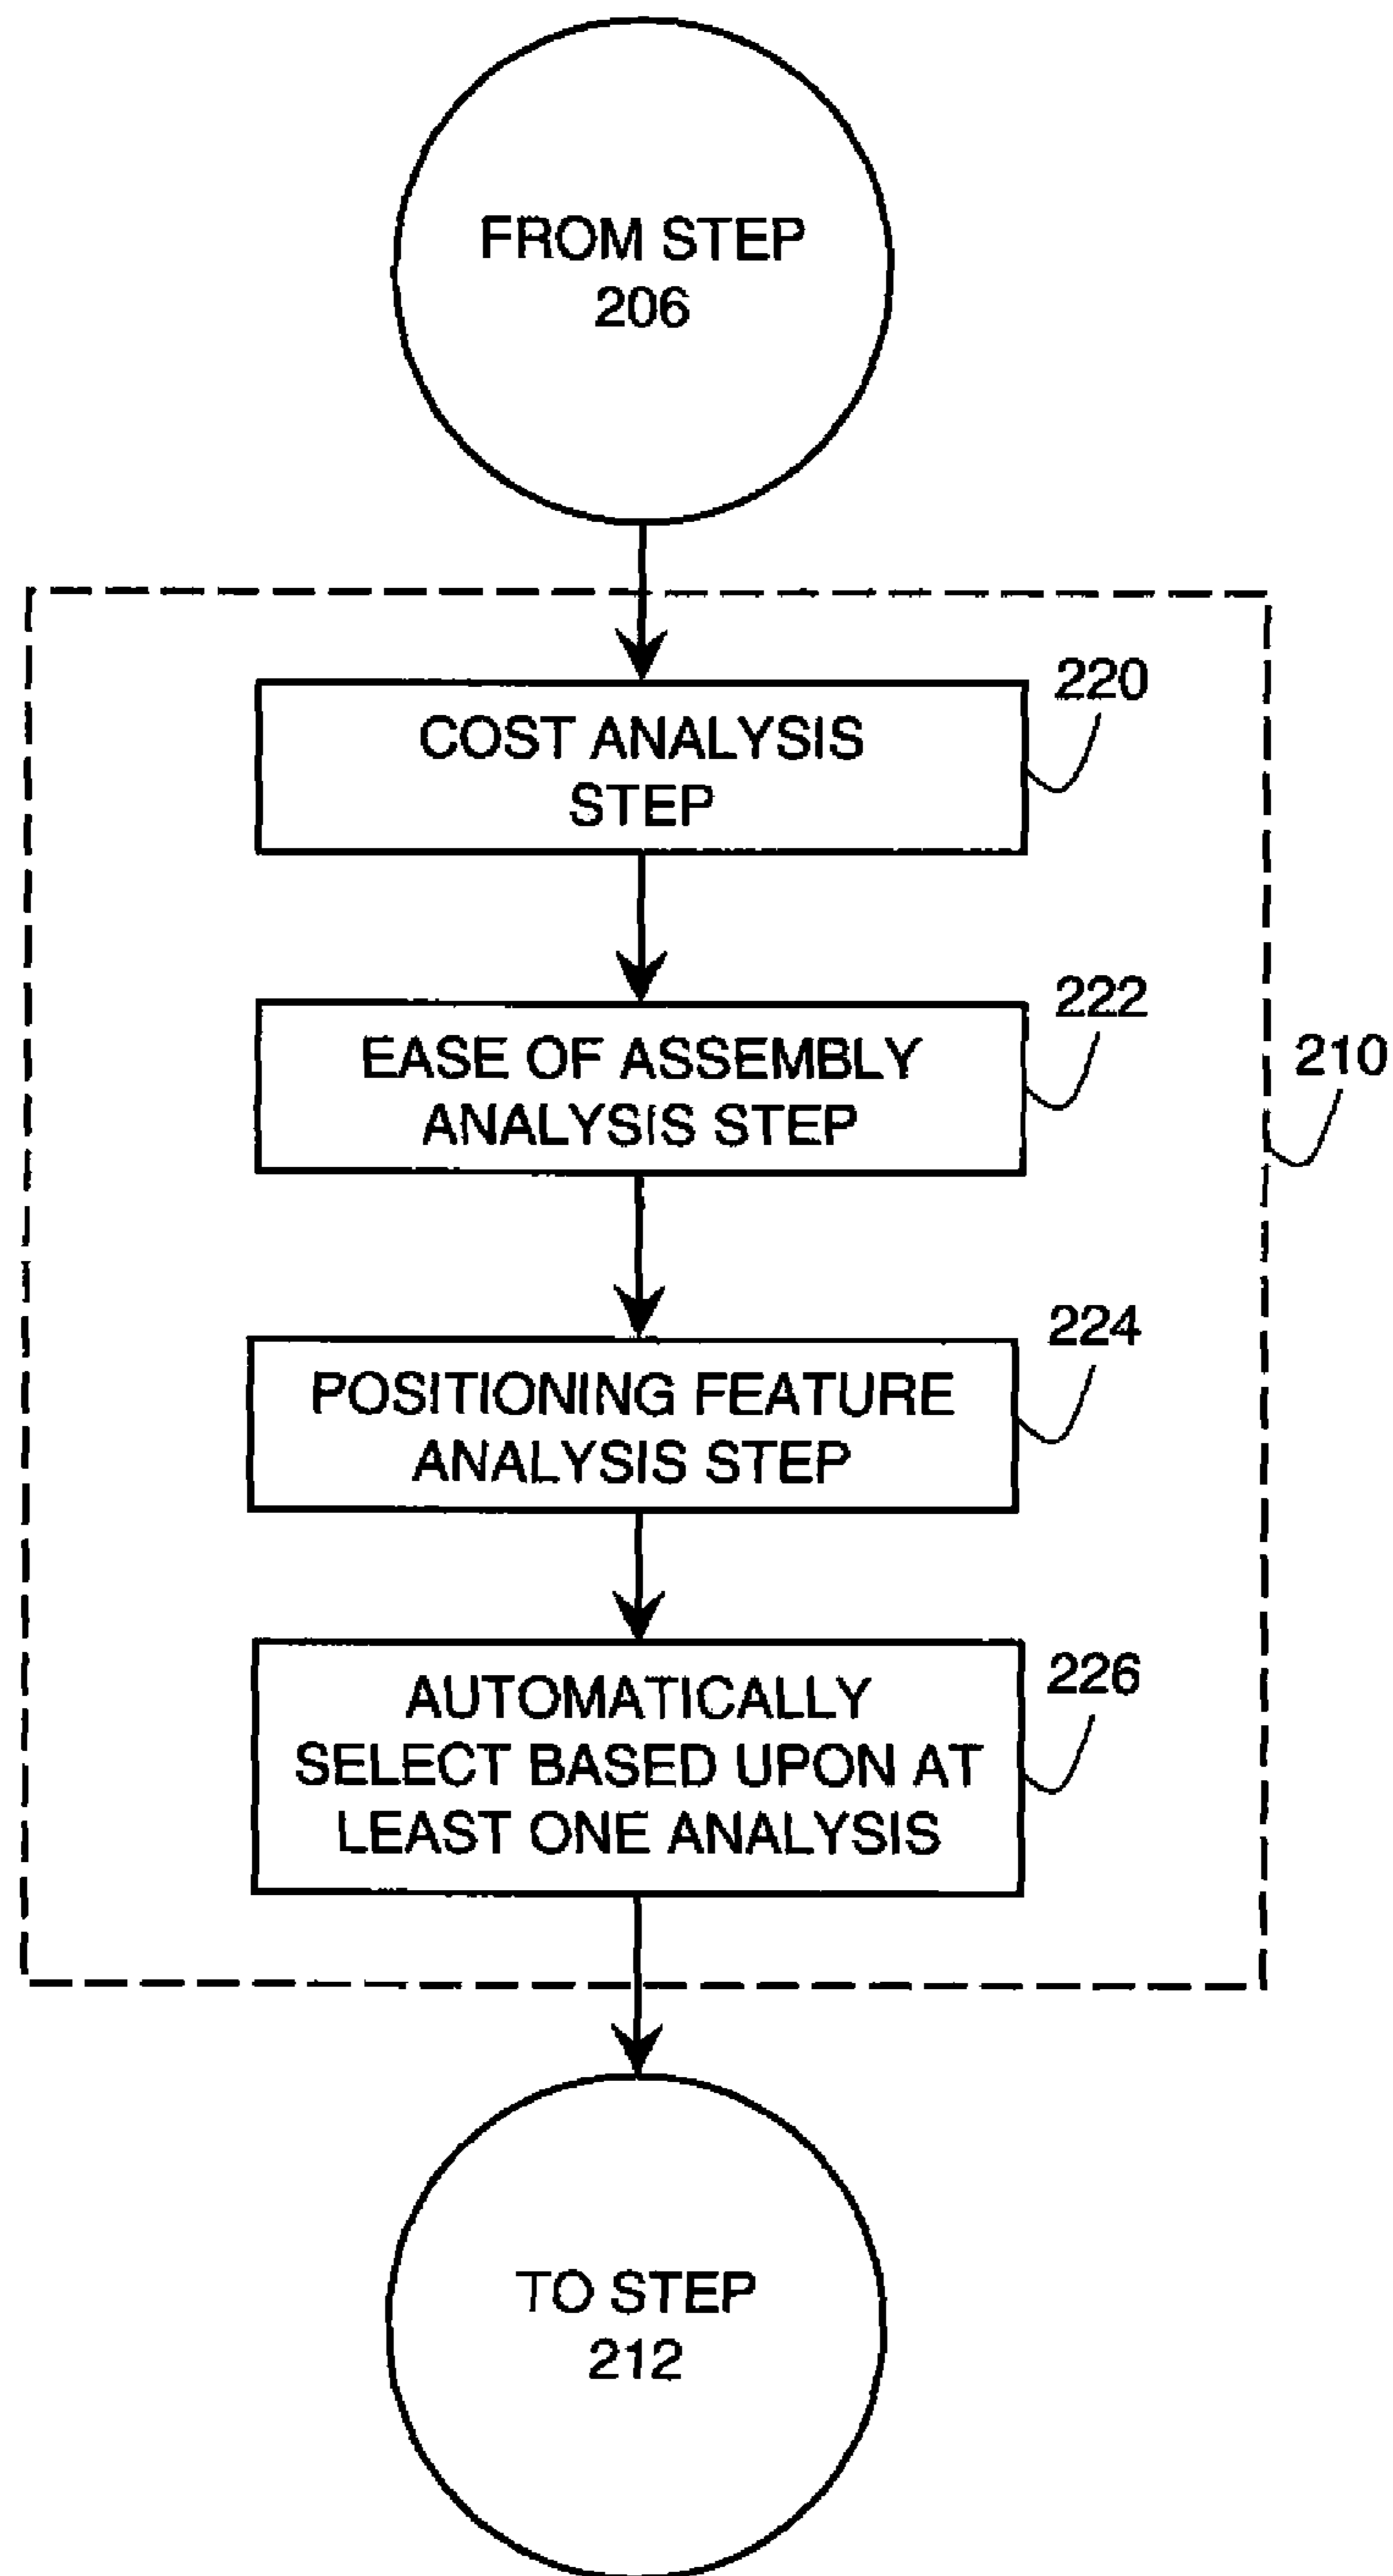 FROM STEP
206
220
COST ANALYSIS
STEP
222
EASE OF ASSEMBLY
ANALYSIS STEP
210
224
POSITIONING FEATURE
ANALYSIS STEP
226
AUTOMATICALLY
SELECT BASED UPON AT
LEAST ONE ANALYSIS
TO STEP
212